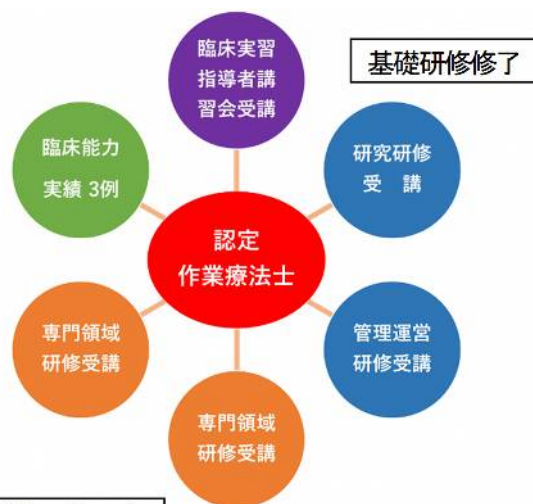 臨床実習
指導者講
習会受講
基礎研修修了
臨床能力
実績 3例
研究研修
受　講
認定
作業療法士
専門領域
研修受講
管理運営
研修受講
専門領域
研修受講